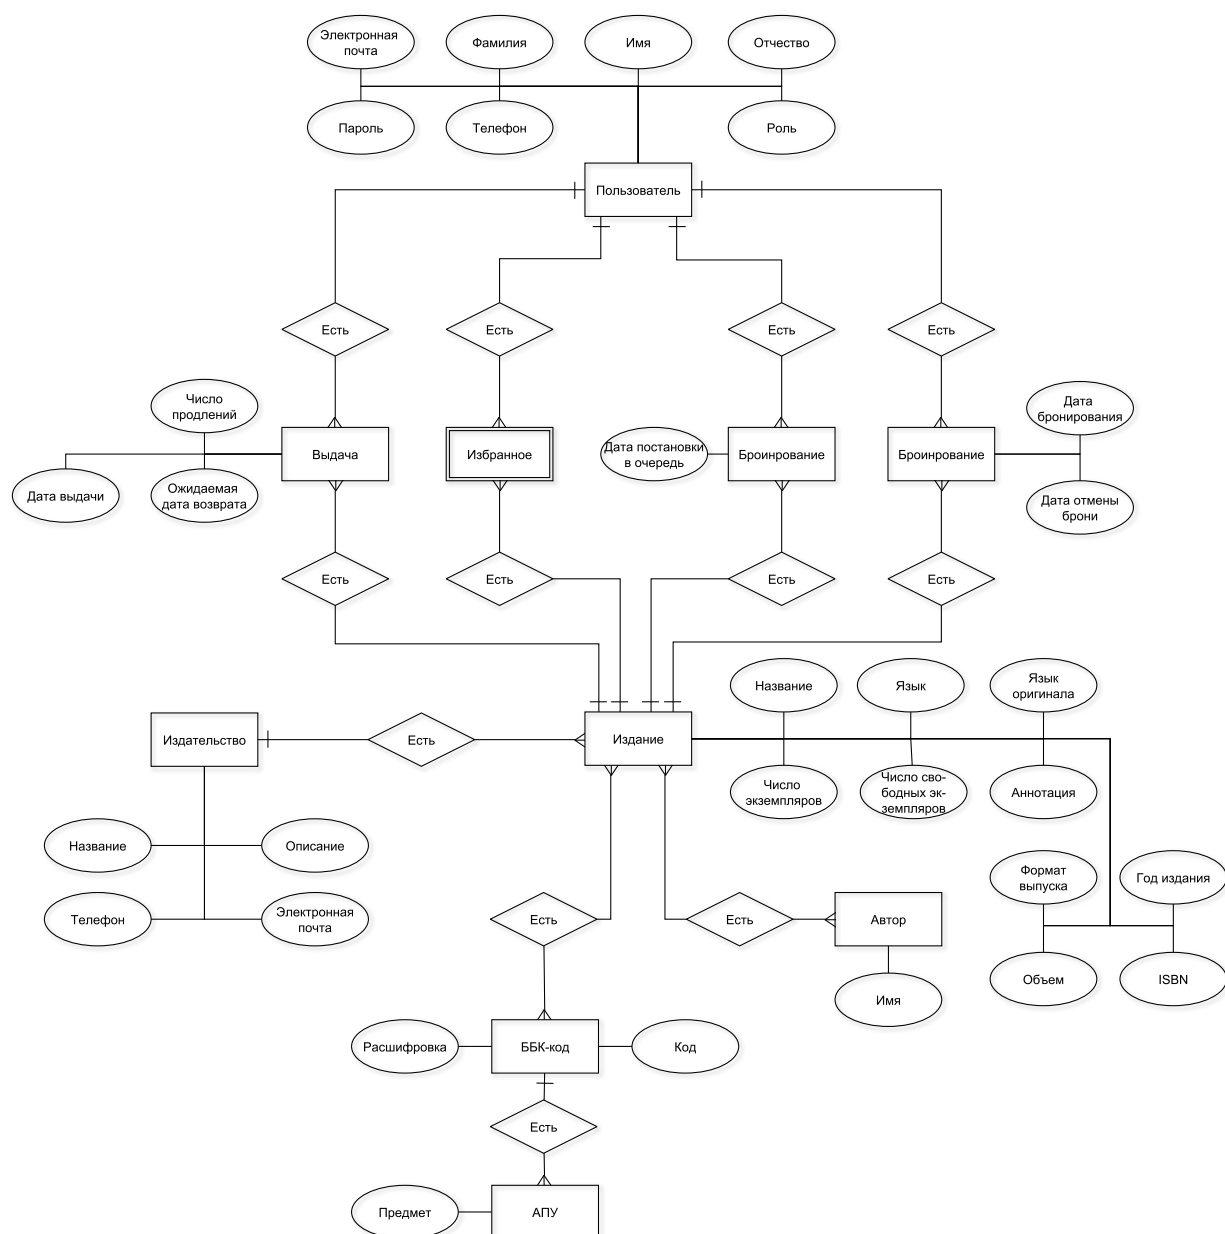 Электронная
почта
Фамилия
Имя
Отчество
Пароль
Телефон
Роль
Пользователь
Есть
Есть
Есть
Есть
Число
продлений
Дата
бронирования
Выдача
Избранное
Дата постановки
в очередь
Броинрование
Броинрование
Дата выдачи
Ожидаемая
дата возврата
Дата отмены
брони
Есть
Есть
Есть
Есть
Название
Язык
Язык
оригинала
Издательство
Есть
Издание
Число
экземпляров
Число сво-
бодных эк-
земпляров
Аннотация
Название
Описание
Формат
выпуска
Год издания
Телефон
Электронная
почта
Есть
Есть
Автор
Объем
ISBN
Имя
Расшифровка
ББК-код
Код
Есть
Предмет
АПУ